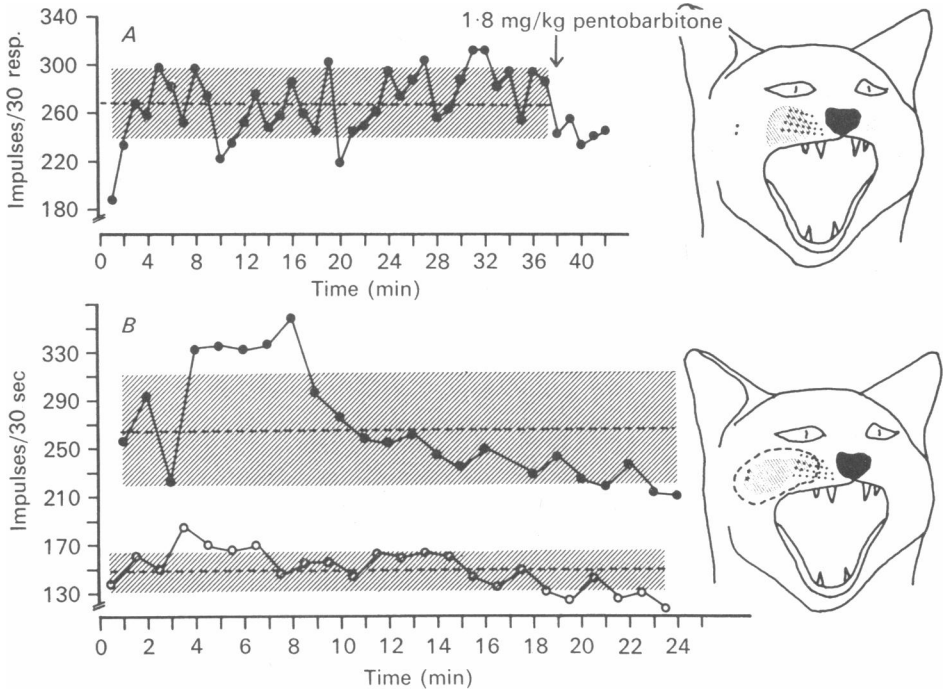 340
300
260
220
180
Impulses/30 resp.
A
1·8 mg/kg pentobarbitone
0 4 8 12 16 20 24 28 32 36 40
Time (min)
B
330
290
250
210
170
130
Impulses/30 sec
0 2 4 6 8 10 12 14 16 18 20 22 24
Time (min)